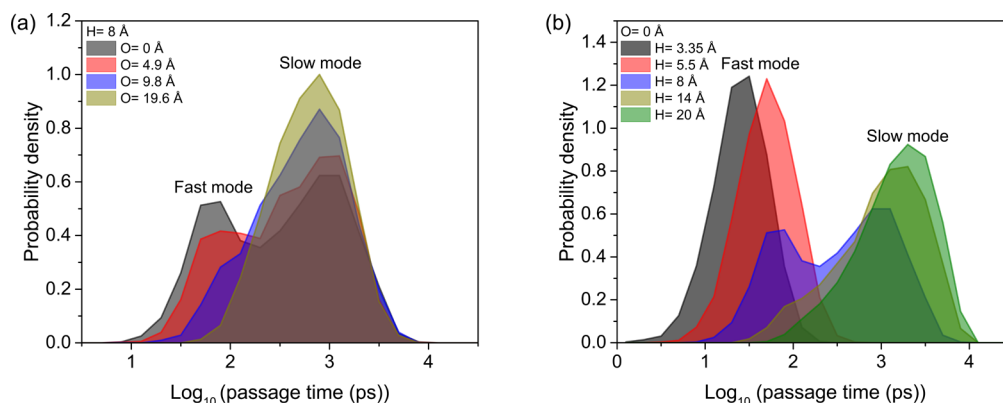 (a)
H= 8 Å
O= 0 Å
O= 4.9 Å
O= 9.8 Å
O= 19.6 Å
Fast mode
Slow mode
Probability density
1.2
1.0
0.8
0.6
0.4
0.2
0.0
1
2
3
4
Log₁₀ (passage time (ps))
(b)
O= 0 Å
H= 3.35 Å
H= 5.5 Å
H= 8 Å
H= 14 Å
H= 20 Å
Fast mode
Slow mode
Probability density
1.4
1.2
1.0
0.8
0.6
0.4
0.2
0.0
0
1
2
3
4
Log₁₀ (passage time (ps))